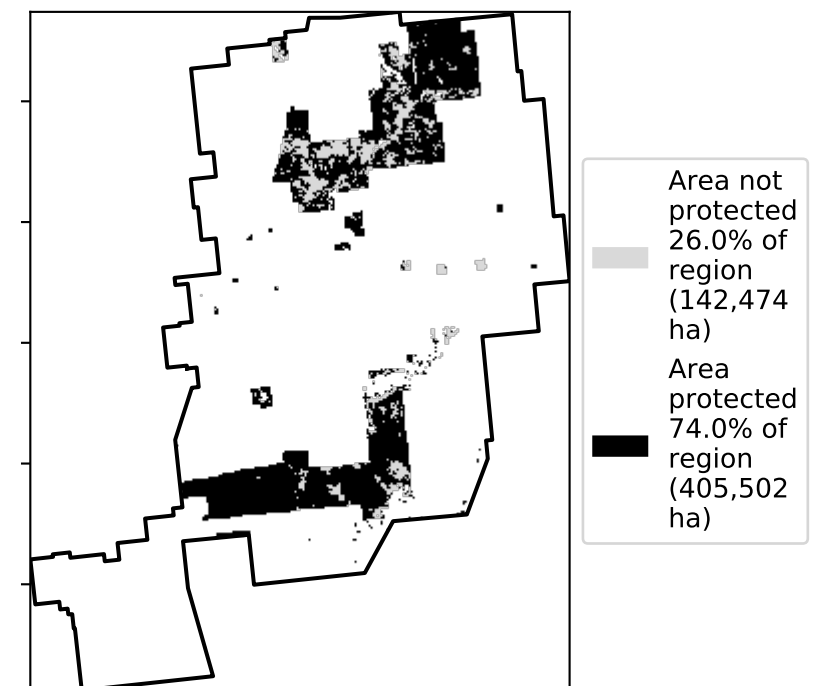 Area not
protected
26.0% of
region
(142,474
ha)
Area
protected
74.0% of
region
(405,502
ha)